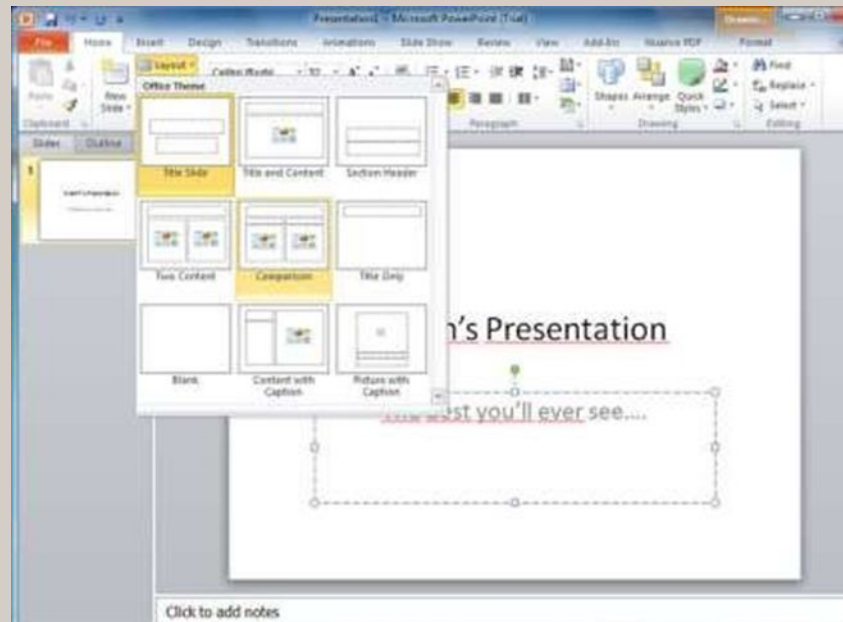 Presentation1 - Microsoft PowerPoint (Trial)
File Home Insert Design Transitions Animations Slide Show Review View Add-Ins Nuance PDF Format
Layout
Paste
New Slide
Shapes Arrange Quick Styles
Find
Replace
Select
Clipboard
Paragraph
Drawing
Editing
Slides Outline
1
Office Theme
Title Slide Title and Content Section Header
Two Content Comparison Title Only
Blank Content with Caption Picture with Caption
n's Presentation
best you'll ever see....
Click to add notes